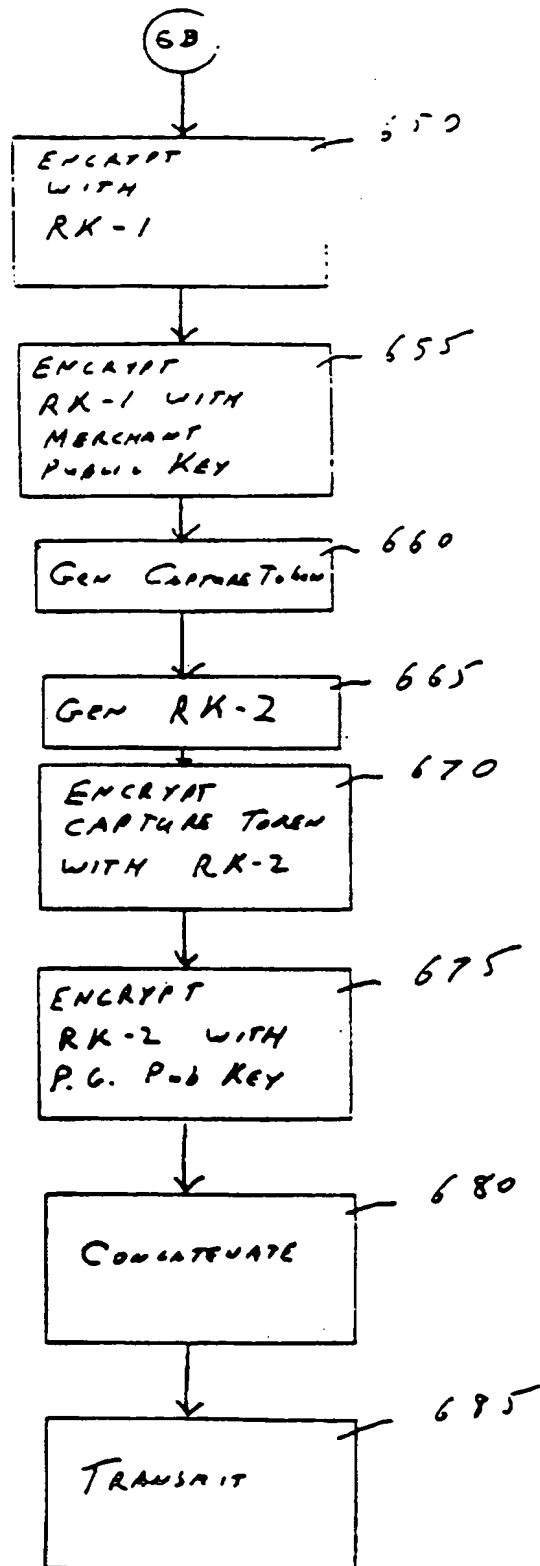 6B
650
ENCRYPT
WITH
RK-1
655
ENCRYPT
RK-1 WITH
MERCHANT
PUBLIC KEY
660
GEN CAPTURE TOKEN
665
GEN RK-2
670
ENCRYPT
CAPTURE TOKEN
WITH RK-2
675
ENCRYPT
RK-2 WITH
P.G. Pub KEY
680
CONCATENATE
685
TRANSMIT